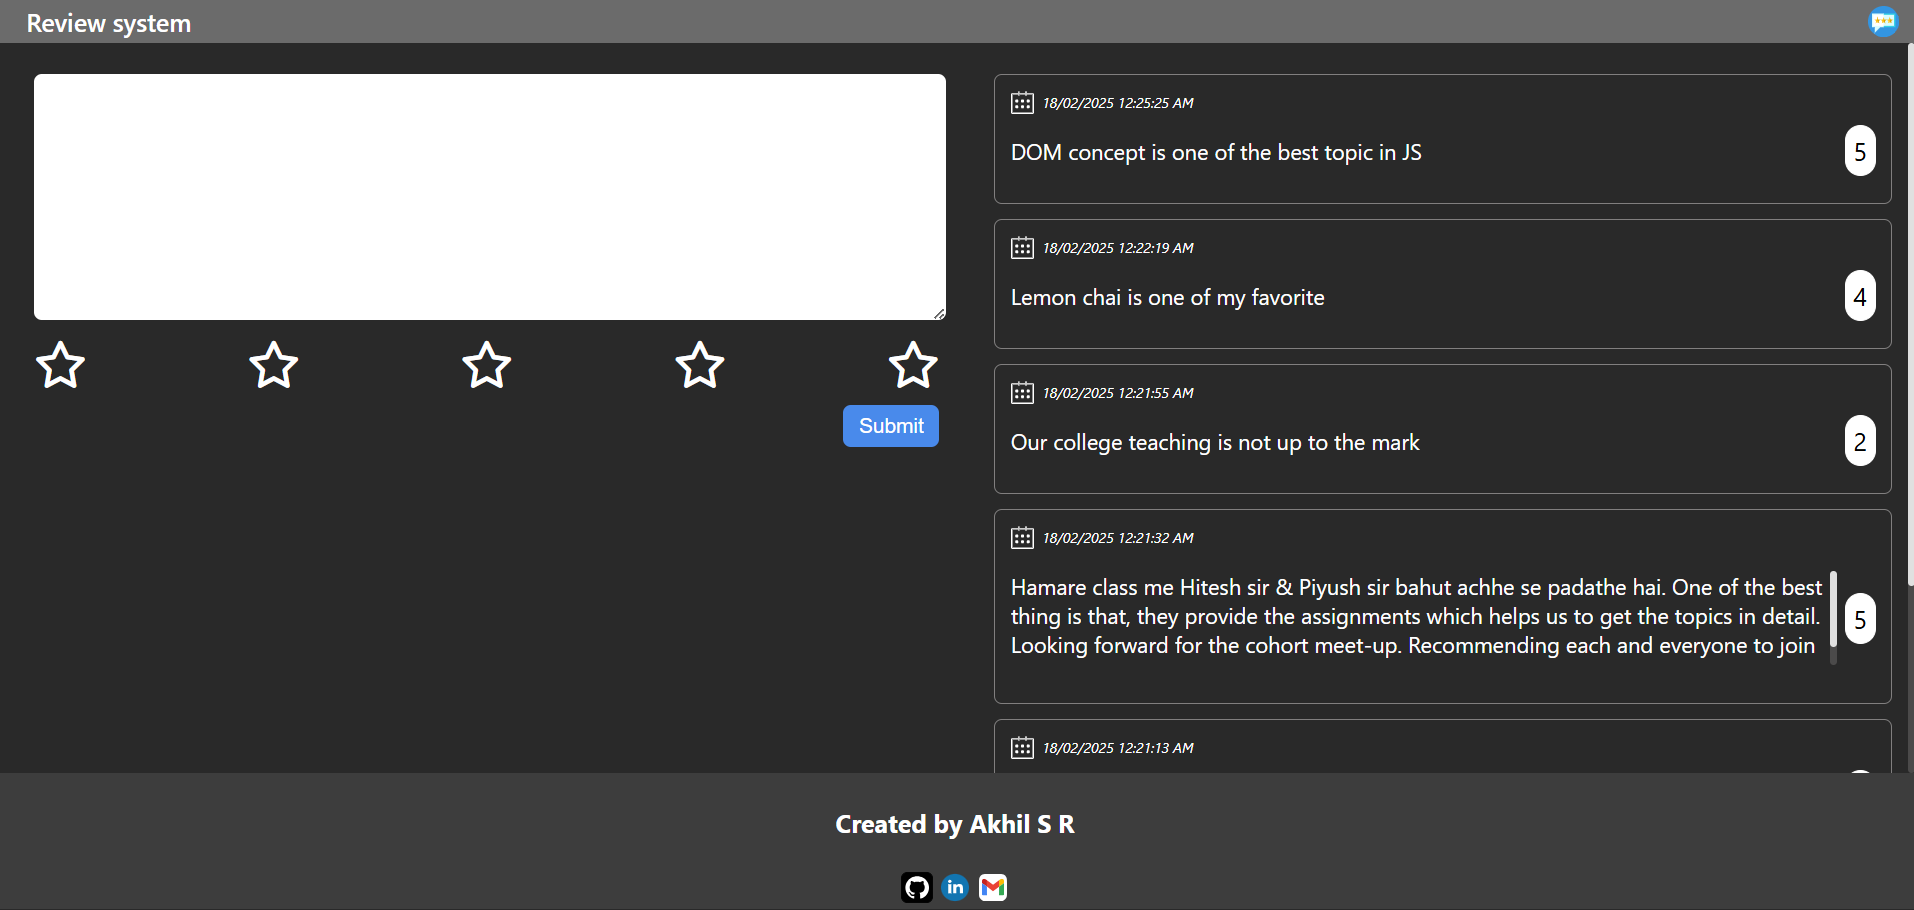 Review system
Submit
18/02/2025 12:25:25 AM
DOM concept is one of the best topic in JS
5
18/02/2025 12:22:19 AM
Lemon chai is one of my favorite
4
18/02/2025 12:21:55 AM
Our college teaching is not up to the mark
2
18/02/2025 12:21:32 AM
Hamare class me Hitesh sir & Piyush sir bahut achhe se padathe hai. One of the best
thing is that, they provide the assignments which helps us to get the topics in detail.
Looking forward for the cohort meet-up. Recommending each and everyone to join
5
18/02/2025 12:21:13 AM
Created by Akhil S R
in